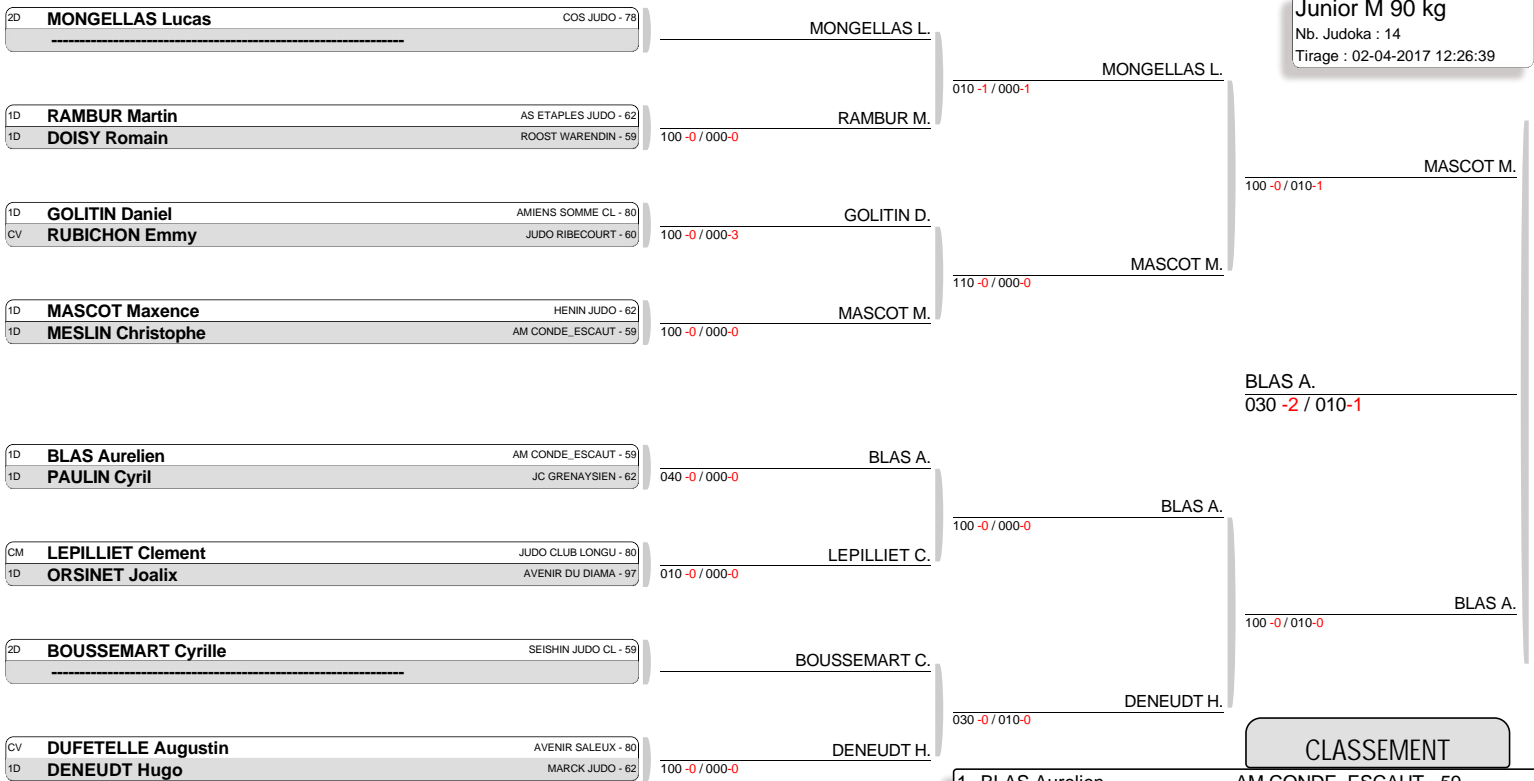 Junior M 90 kg
Nb. Judoka : 14
Tirage : 02-04-2017 12:26:39
2D MONGELLAS Lucas COS JUDO - 78
------------------------------------------------------------------
MONGELLAS L.
1D RAMBUR Martin AS ETAPLES JUDO - 62
1D DOISY Romain ROOST WARENDIN - 59
RAMBUR M.
100 -0 / 000-0
MONGELLAS L.
010 -1 / 000-1
1D GOLITIN Daniel AMIENS SOMME CL - 80
CV RUBICHON Emmy JUDO RIBECOURT - 60
GOLITIN D.
100 -0 / 000-3
1D MASCOT Maxence HENIN JUDO - 62
1D MESLIN Christophe AM CONDE_ESCAUT - 59
MASCOT M.
100 -0 / 000-0
MASCOT M.
110 -0 / 000-0
MASCOT M.
100 -0 / 010-1
BLAS A.
030 -2 / 010-1
1D BLAS Aurelien AM CONDE_ESCAUT - 59
1D PAULIN Cyril JC GRENAYSIEN - 62
BLAS A.
040 -0 / 000-0
CM LEPILLIET Clement JUDO CLUB LONGU - 80
1D ORSINET Joalix AVENIR DU DIAMA - 97
LEPILLIET C.
010 -0 / 000-0
BLAS A.
100 -0 / 000-0
2D BOUSSEMART Cyrille SEISHIN JUDO CL - 59
------------------------------------------------------------------
BOUSSEMART C.
CV DUFETELLE Augustin AVENIR SALEUX - 80
1D DENEUDT Hugo MARCK JUDO - 62
DENEUDT H.
100 -0 / 000-0
DENEUDT H.
030 -0 / 010-0
BLAS A.
100 -0 / 010-0
CLASSEMENT
1 BLAS Aurelien AM CONDE_ESCAUT - 59